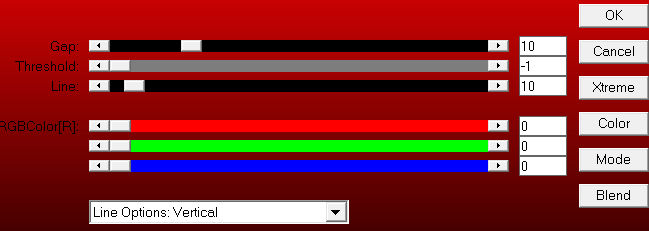 OK
Gap 10
Cancel
Threshold -1
Line 10
Xtreme
RGBColor[R] 0
Color
0
0
Mode
Blend
Line Options: Vertical